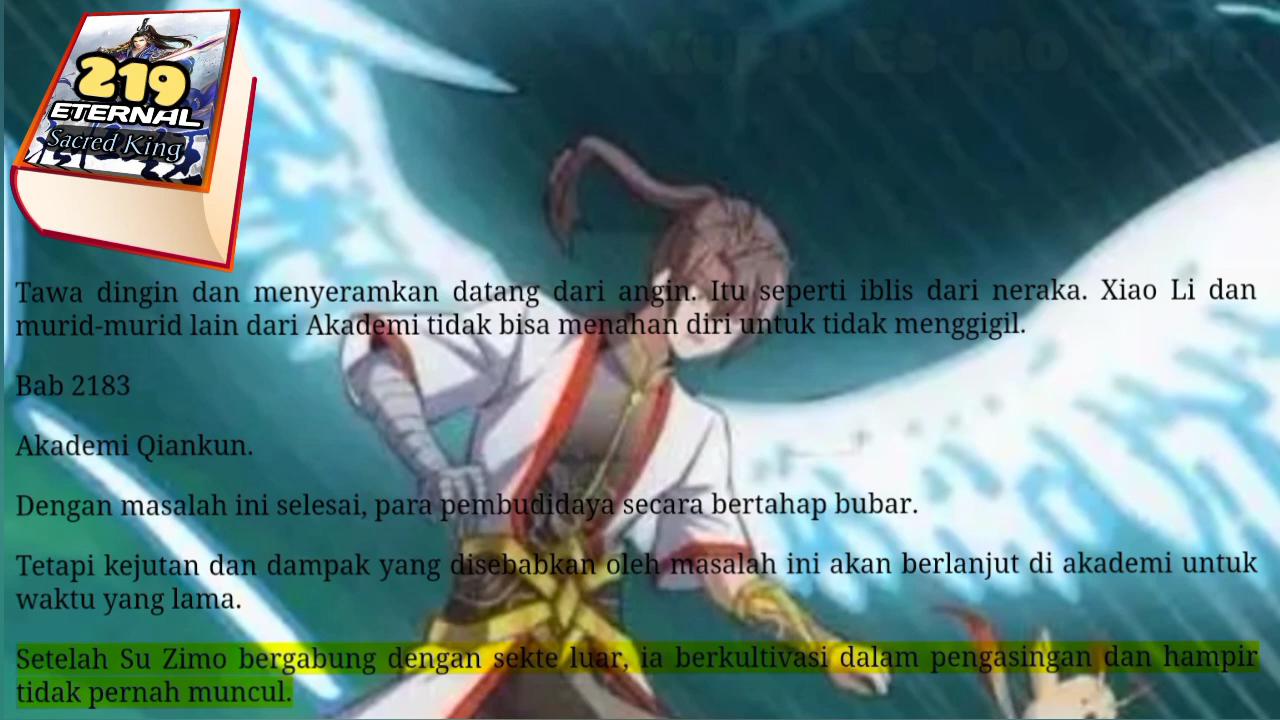 219
ETERNAL
Sacred King
Tawa dingin dan menyeramkan datang dari angin. Itu seperti iblis dari neraka. Xiao Li dan
murid-murid lain dari Akademi tidak bisa menahan diri untuk tidak menggigil.
Bab 2183
Akademi Qiankun.
Dengan masalah ini selesai, para pembudidaya secara bertahap bubar.
Tetapi kejutan dan dampak yang disebabkan oleh masalah ini akan berlanjut di akademi untuk
waktu yang lama.
Setelah Su Zimo bergabung dengan sekte luar, ia berkultivasi dalam pengasingan dan hampir
tidak pernah muncul.